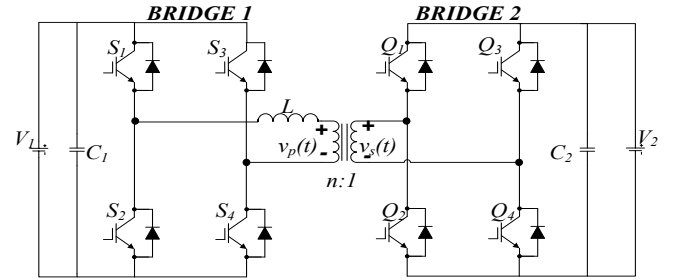 BRIDGE 1
BRIDGE 2
S1
S3
Q1
Q3
L
+
+
V1
C1
vp(t)
vs(t)
C2
V2
-
-
n:1
S2
S4
Q2
Q4